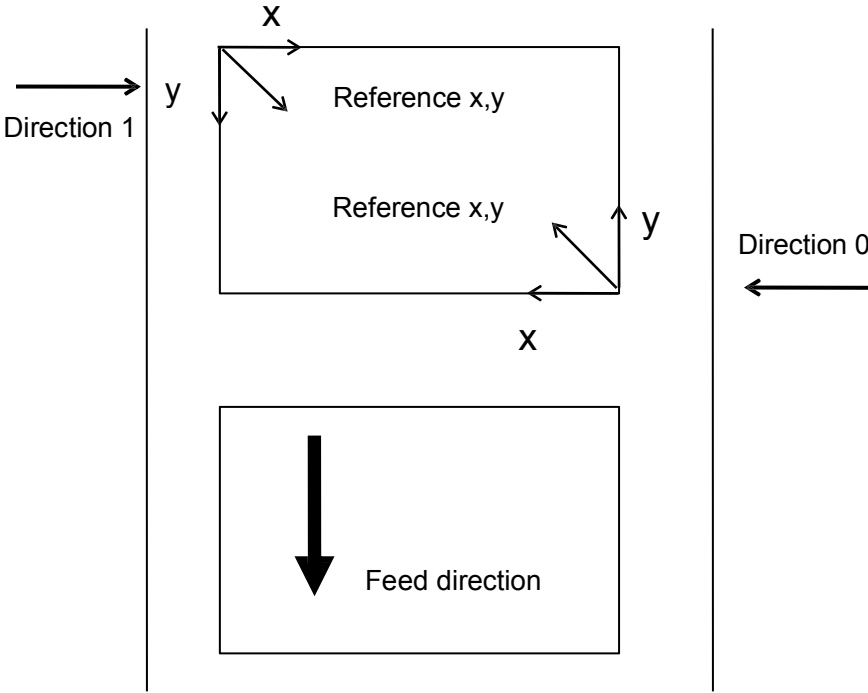 x
y
Reference x,y
Direction 1
Reference x,y
y
Direction 0
x
Feed direction